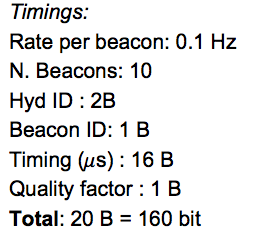 Timings:
Rate per beacon: 0.1 Hz
N. Beacons: 10
Hyd ID : 2B
Beacon ID: 1 B
Timing (μs) : 16 B
Quality factor : 1 B
Total: 20 B = 160 bit